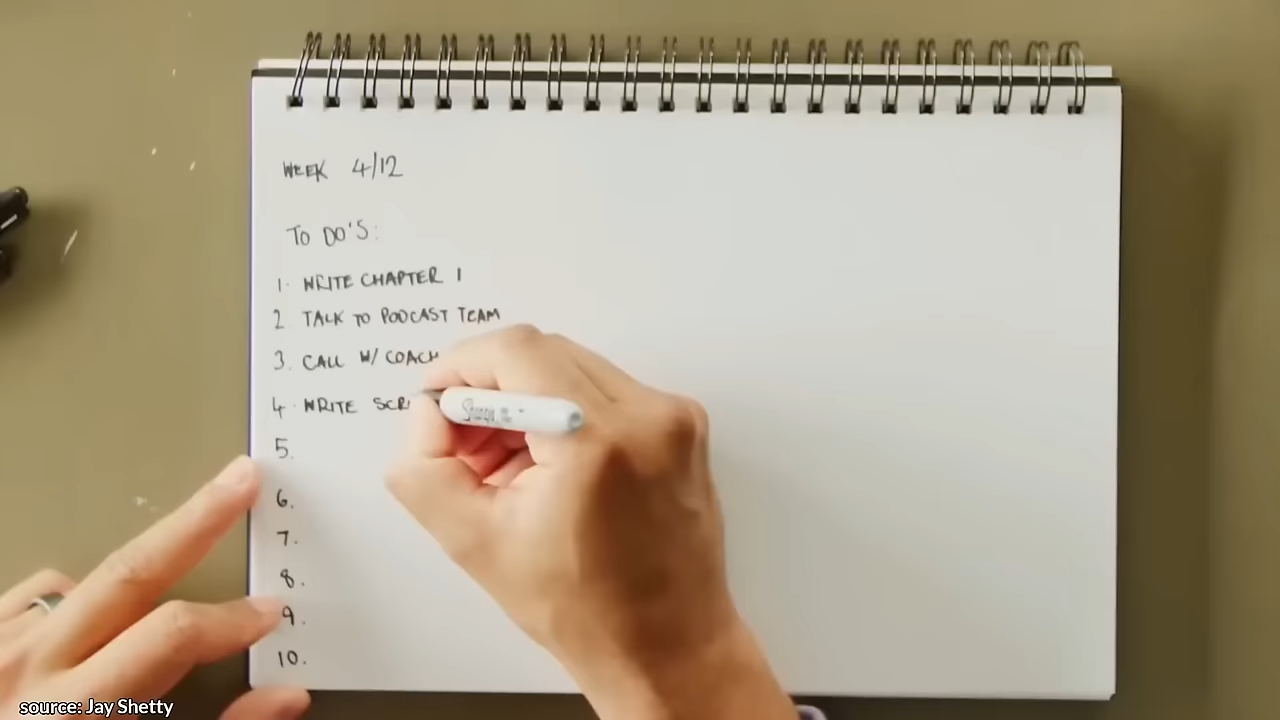 WEEK 4/12
TO DO'S:
1. WRITE CHAPTER 1
2 TALK TO PODCAST TEAM
3. CALL W/ COACH
4. WRITE
5.
6.
7.
8.
9.
10.
Sharpie
source: Jay Shetty